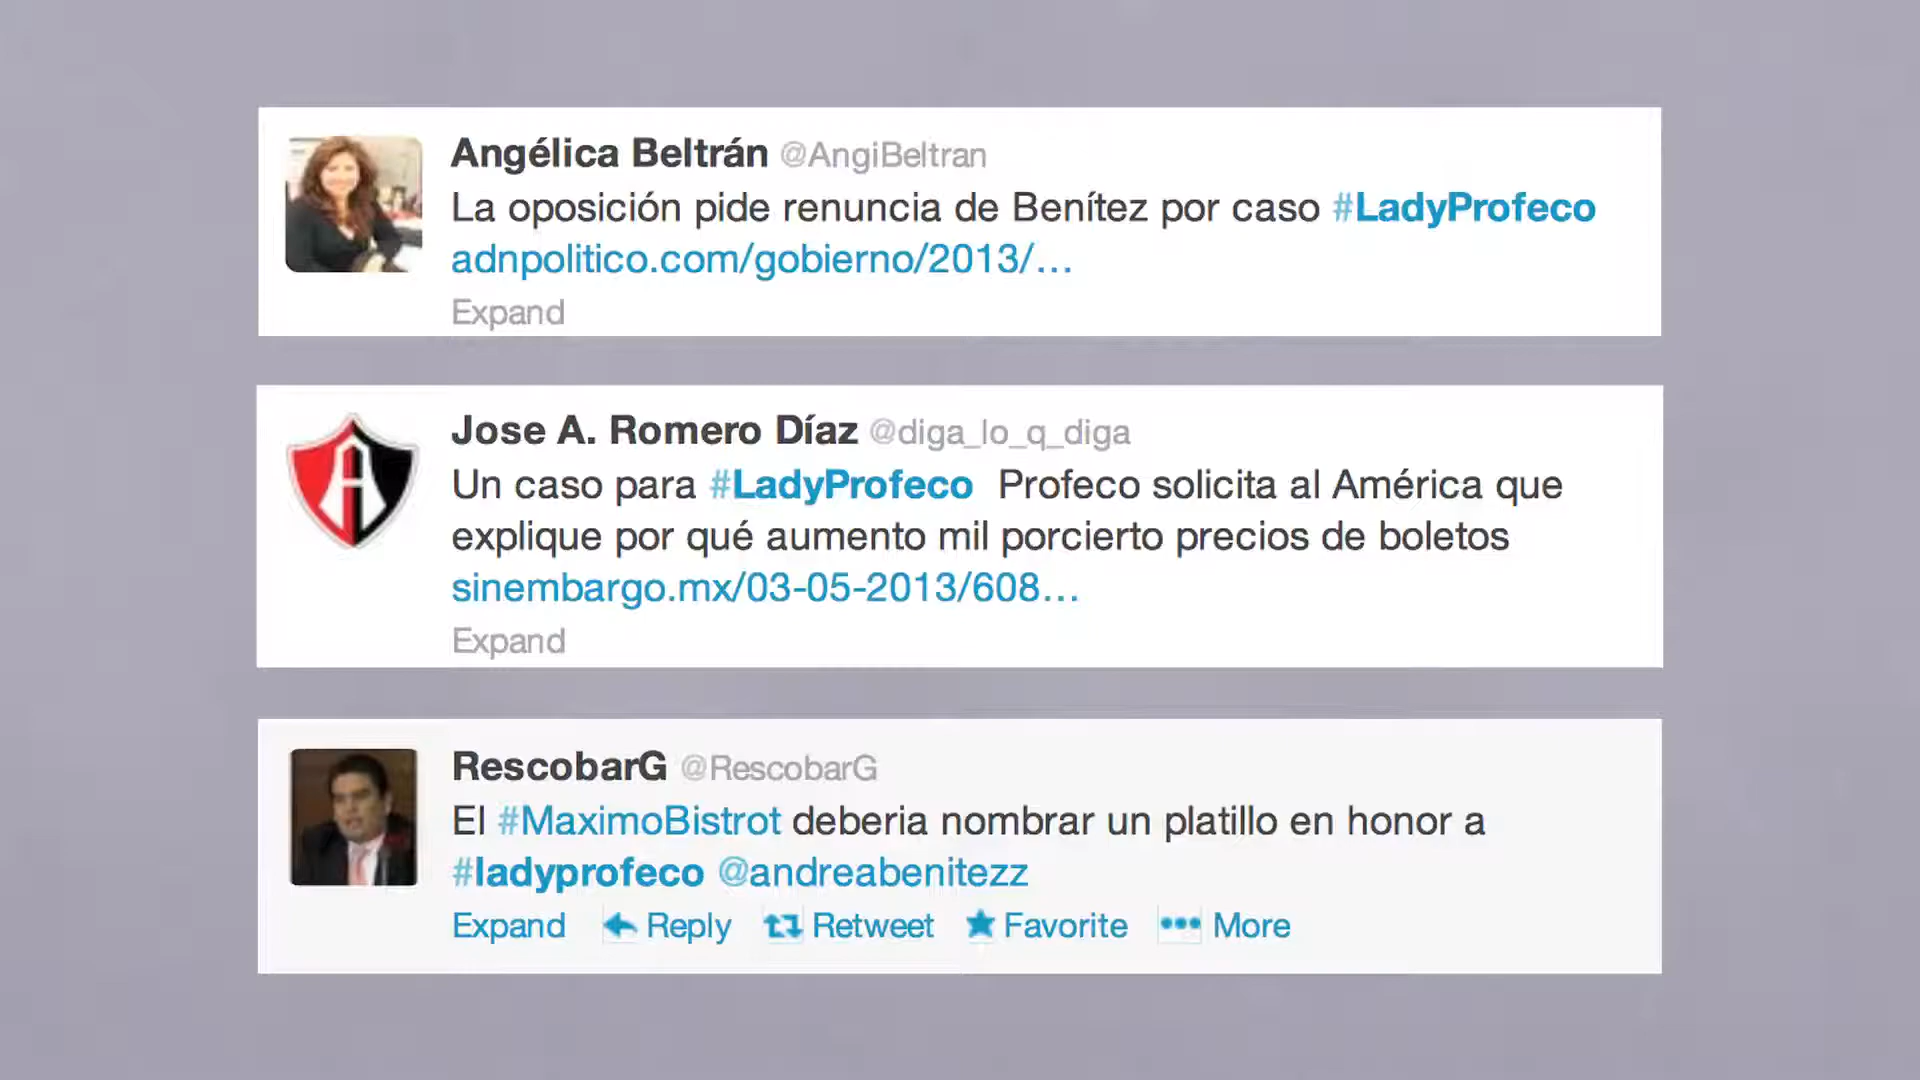 Angélica Beltrán @AngiBeltran
La oposición pide renuncia de Benítez por caso #LadyProfeco
adnpolitico.com/gobierno/2013/…
Expand
Jose A. Romero Díaz @diga_lo_q_diga
Un caso para #LadyProfeco Profeco solicita al América que
explique por qué aumento mil porcierto precios de boletos
sinembargo.mx/03-05-2013/608…
Expand
RescobarG @RescobarG
El #MaximoBistrot deberia nombrar un platillo en honor a
#ladyprofeco @andreabenitezz
Expand Reply Retweet Favorite More